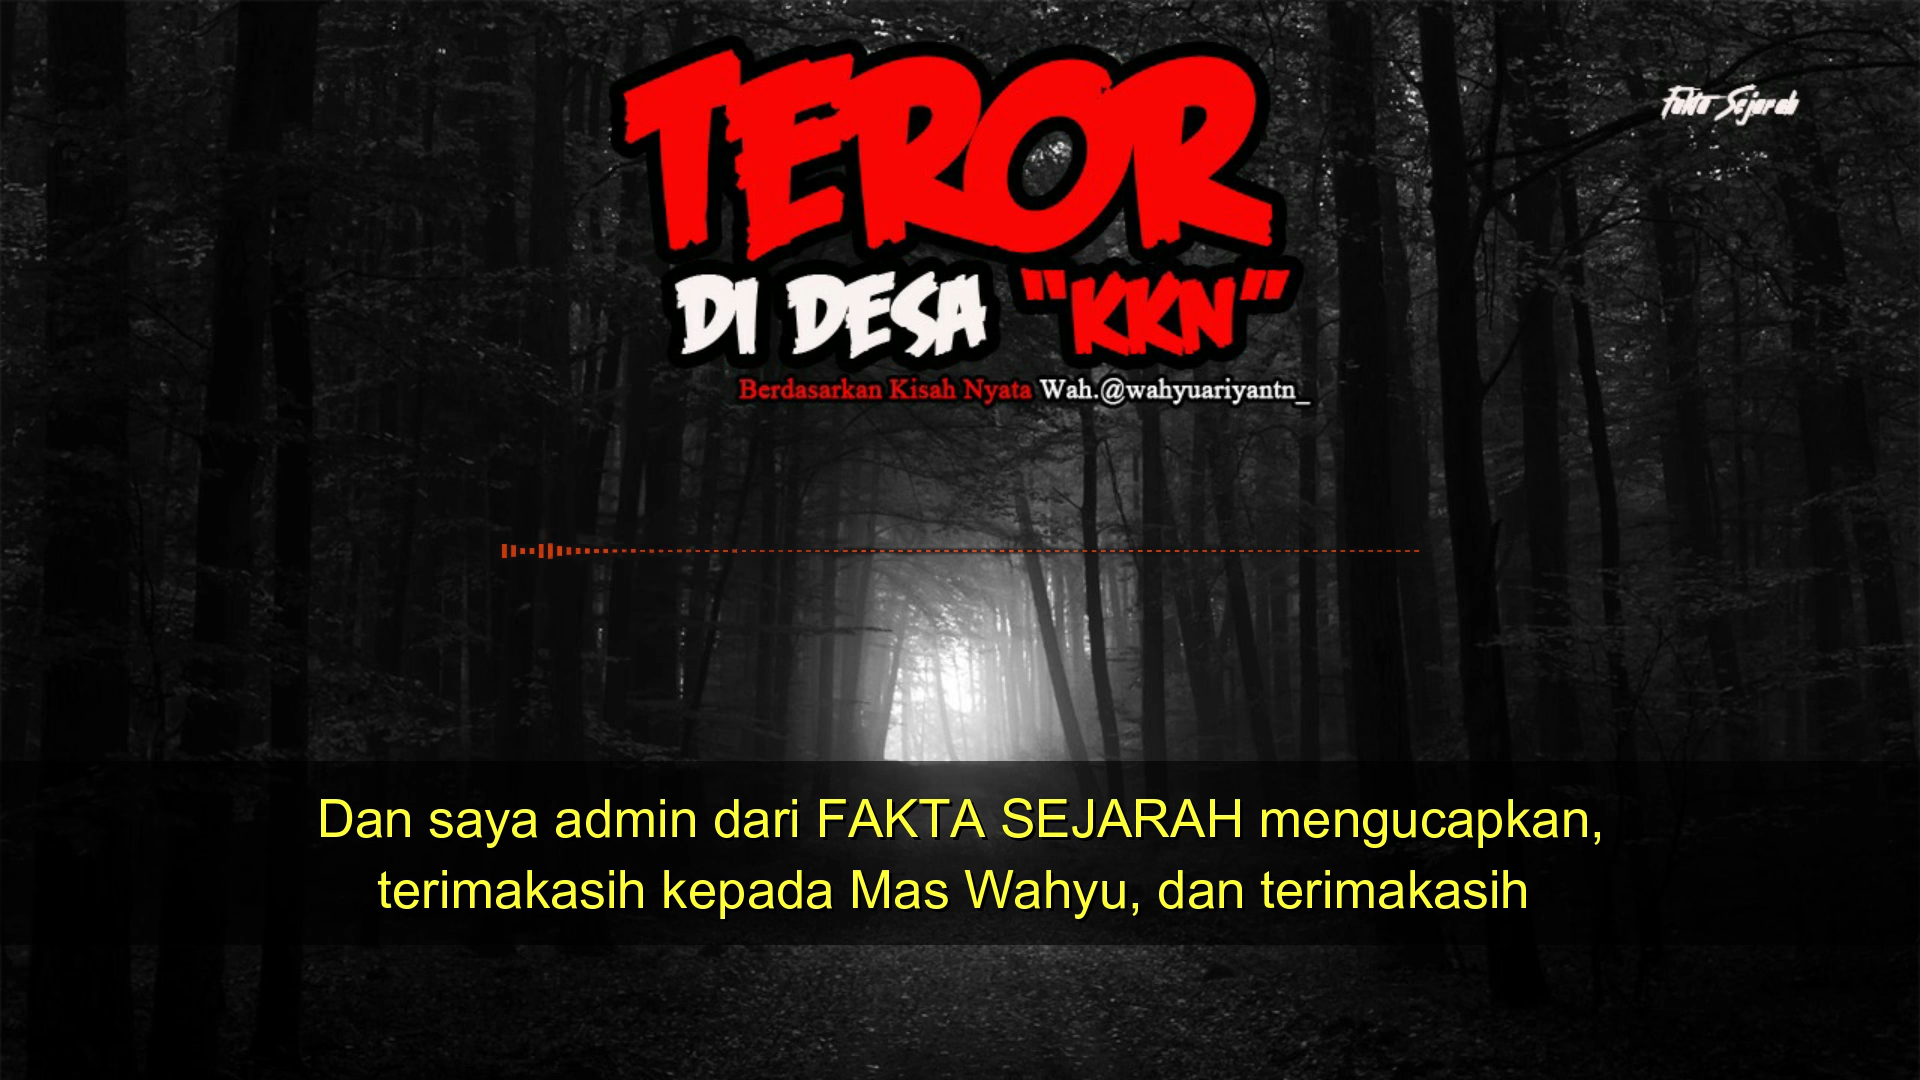 TEROR
Fakta Sejarah
DI DESA "KKN"
Berdasarkan Kisah Nyata Wah.@wahyuariyantn_
Dan saya admin dari FAKTA SEJARAH mengucapkan,
terimakasih kepada Mas Wahyu, dan terimakasih